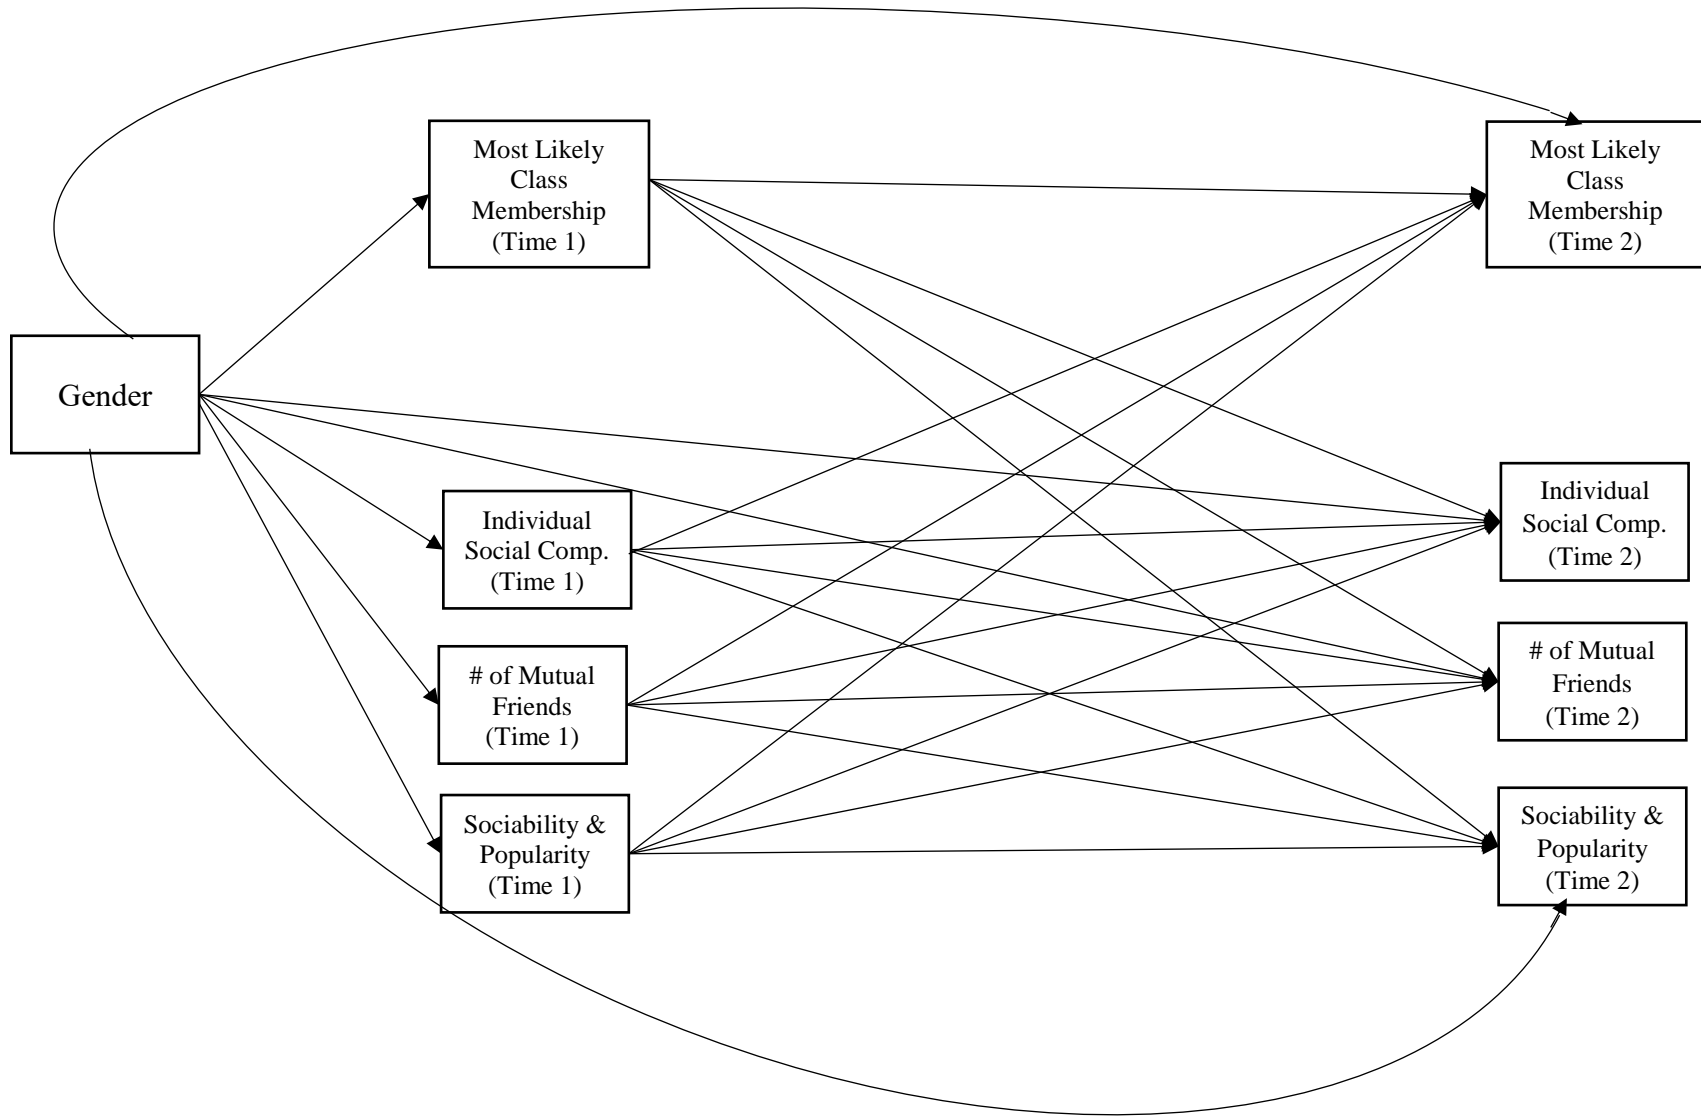 Most Likely
Class
Membership
(Time 1)
Most Likely
Class
Membership
(Time 2)
Gender
Individual
Social Comp.
(Time 1)
Individual
Social Comp.
(Time 2)
# of Mutual
Friends
(Time 1)
# of Mutual
Friends
(Time 2)
Sociability &
Popularity
(Time 1)
Sociability &
Popularity
(Time 2)